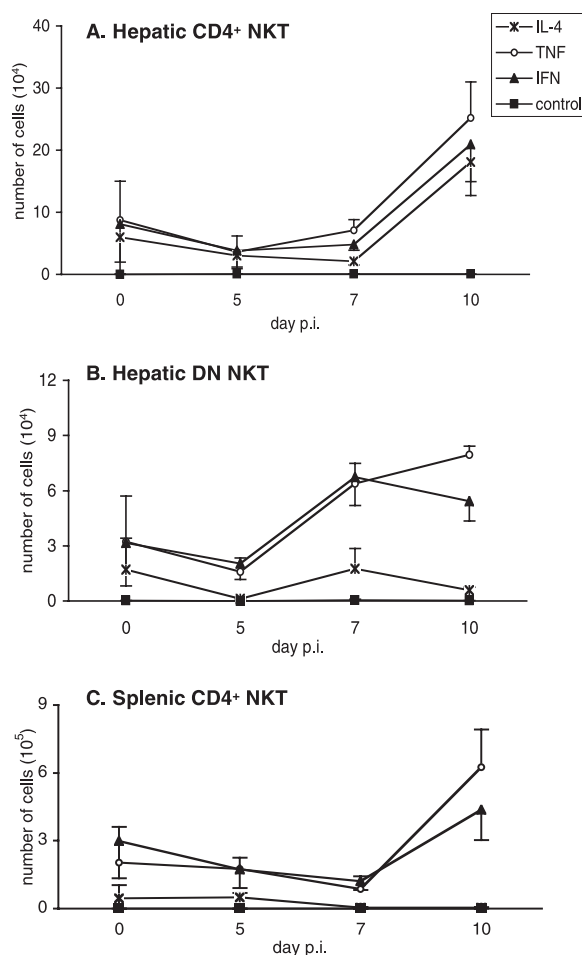 A. Hepatic CD4+ NKT
IL-4
TNF
IFN
control
number of cells (10⁴)
40
30
20
10
0
0 5 7 10
day p.i.
B. Hepatic DN NKT
number of cells (10⁴)
12
9
6
3
0
0 5 7 10
day p.i.
C. Splenic CD4+ NKT
number of cells (10⁵)
9
6
3
0
0 5 7 10
day p.i.